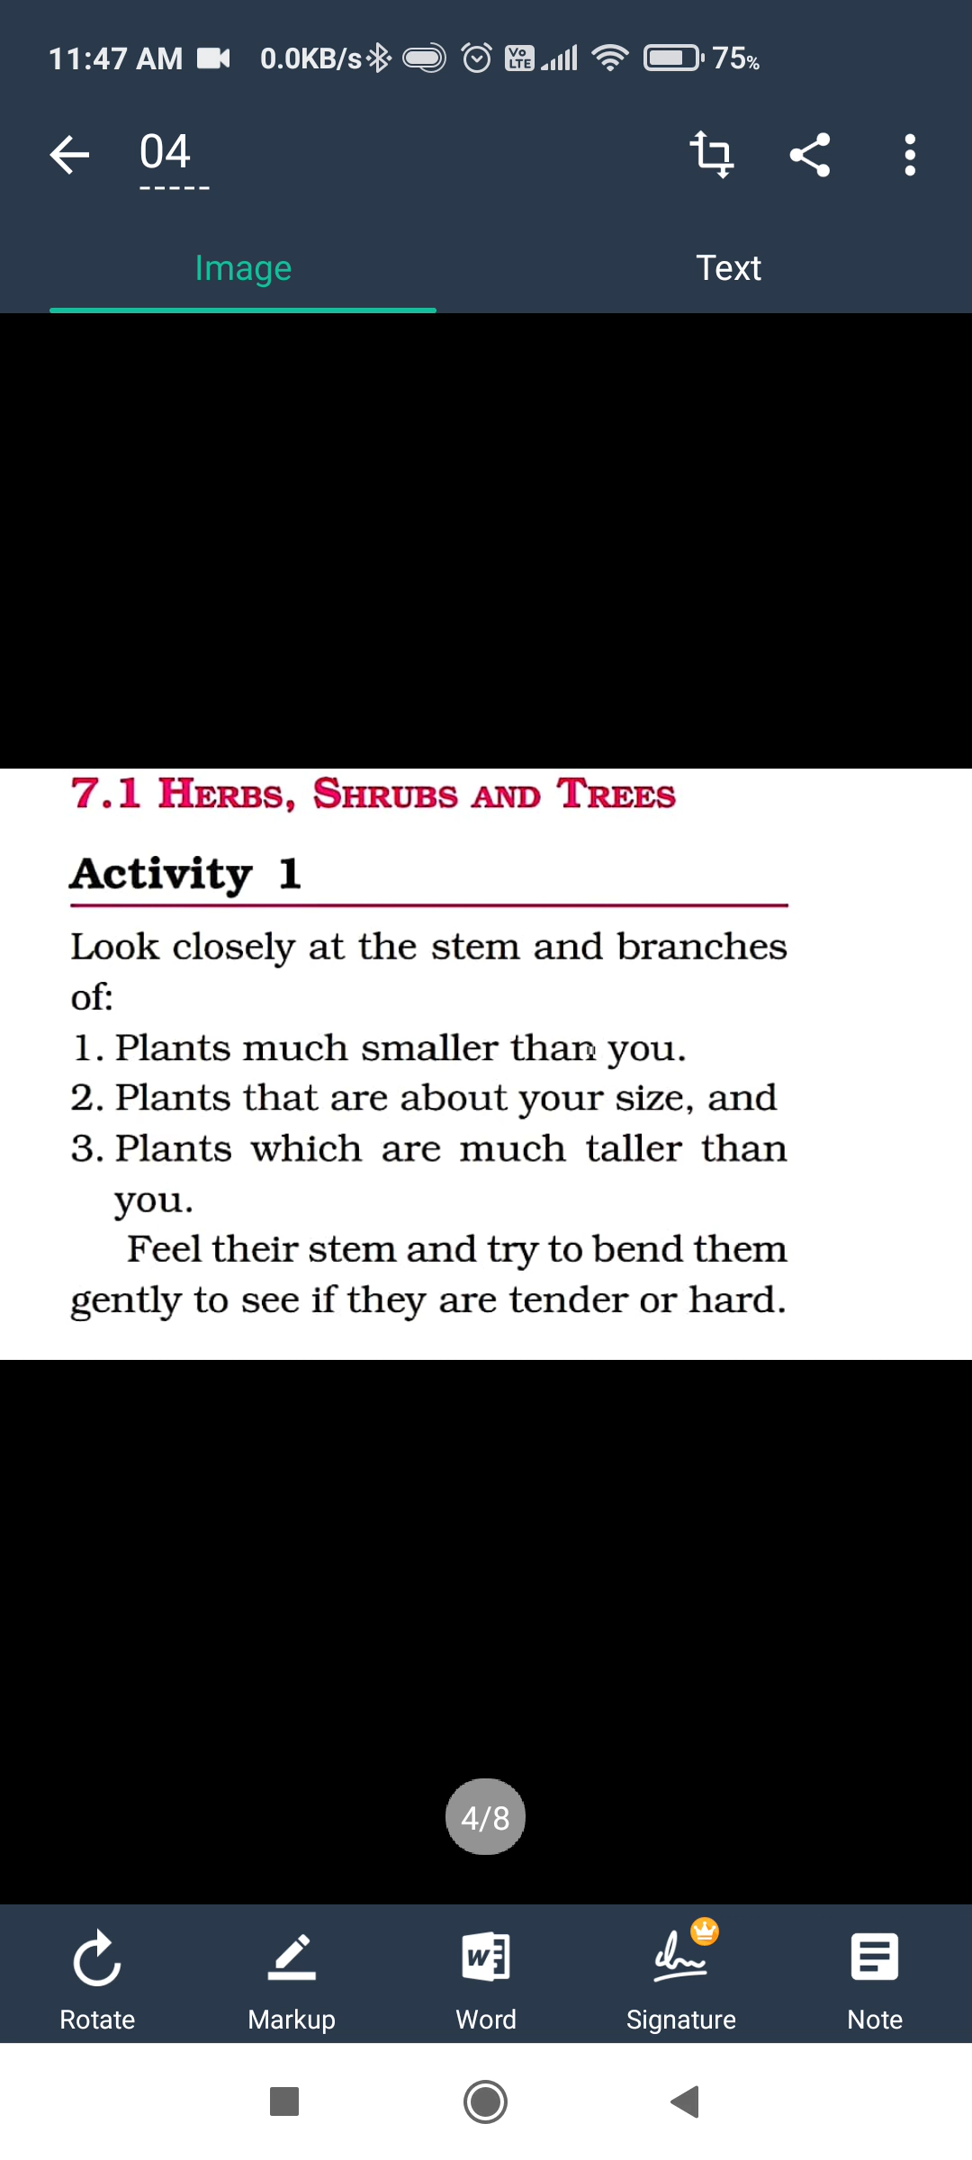 11:47 AM 0.0KB/s Vo LTE 75%
04
Image Text
7.1 HERBS, SHRUBS AND TREES
Activity 1
Look closely at the stem and branches
of:
1. Plants much smaller than you.
2. Plants that are about your size, and
3. Plants which are much taller than
you.
Feel their stem and try to bend them
gently to see if they are tender or hard.
4/8
W
Rotate Markup Word Signature Note